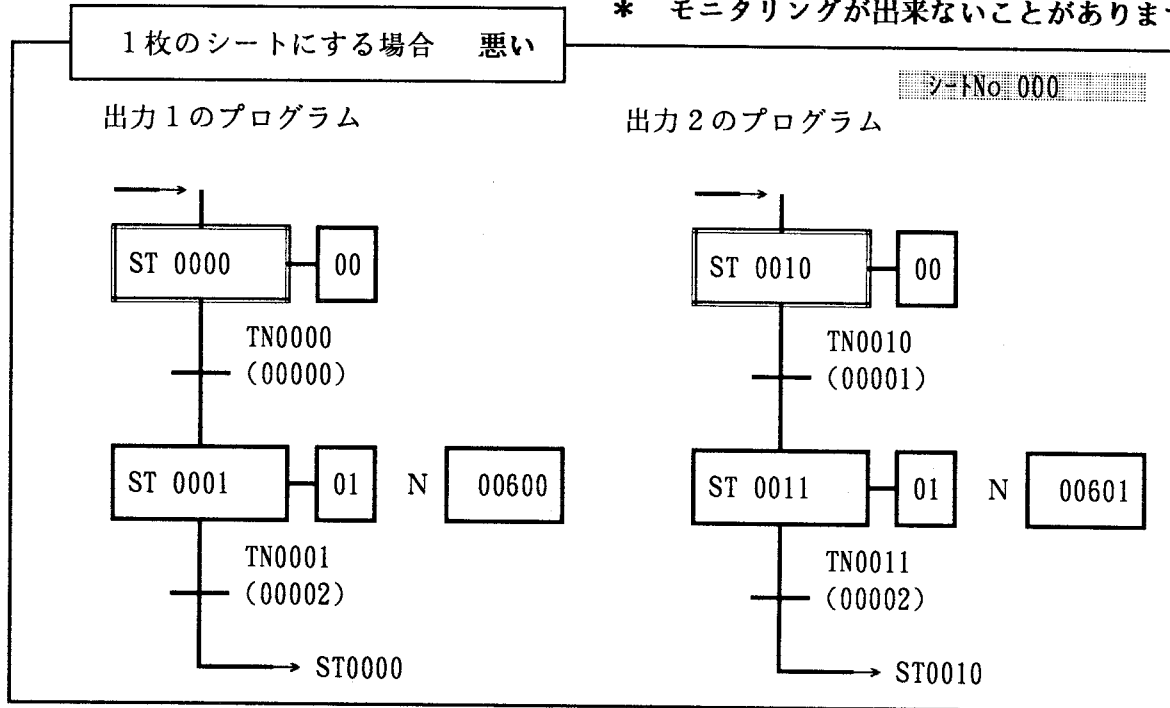 * モニタリングが出来ないことがありま
1枚のシートにする場合 悪い
シートNo 000
出力1のプログラム
ST 0000
00
TN0000
(00000)
ST 0001
01
N
00600
TN0001
(00002)
ST0000
出力2のプログラム
ST 0010
00
TN0010
(00001)
ST 0011
01
N
00601
TN0011
(00002)
ST0010